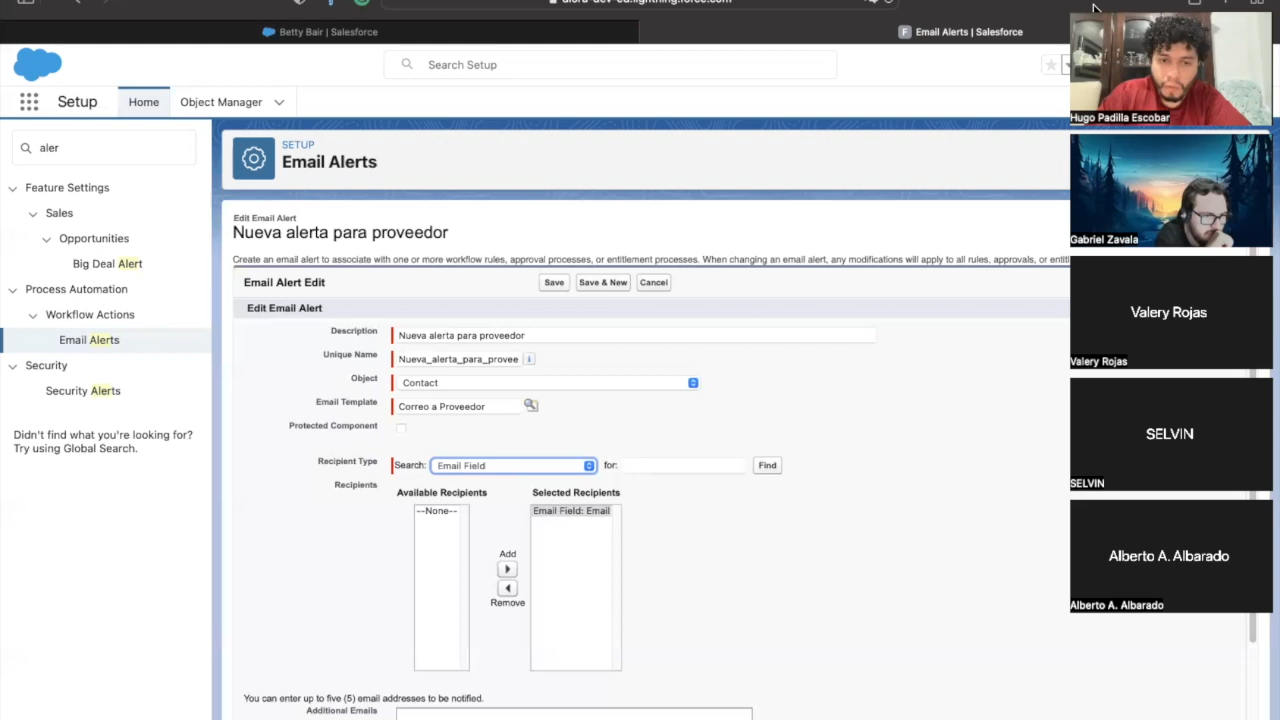 Betty Bair | Salesforce
F Email Alerts | Salesforce
Search Setup
Setup
Home
Object Manager
aler
Feature Settings
Sales
Opportunities
Big Deal Alert
Process Automation
Workflow Actions
Email Alerts
Security
Security Alerts
Didn't find what you're looking for?
Try using Global Search.
SETUP
Email Alerts
Edit Email Alert
Nueva alerta para proveedor
Create an email alert to associate with one or more workflow rules, approval processes, or entitlement processes. When changing an email alert, any modifications will apply to all rules, approvals, or entitl
Email Alert Edit
Save
Save & New
Cancel
Edit Email Alert
Description
Nueva alerta para proveedor
Unique Name
Nueva_alerta_para_provee
i
Object
Contact
Email Template
Correo a Proveedor
Protected Component
Recipient Type
Search:
Email Field
for:
Find
Recipients
Available Recipients
Selected Recipients
--None--
Email Field: Email
Add
Remove
You can enter up to five (5) email addresses to be notified.
Additional Emails
Hugo Padilla Escobar
Gabriel Zavala
Valery Rojas
Valery Rojas
SELVIN
SELVIN
Alberto A. Albarado
Alberto A. Albarado